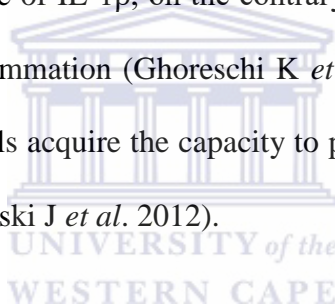 e of IL-1β, on the contrary
ammation (Ghoreschi K et
ls acquire the capacity to p
ski J et al. 2012).
UNIVERSITY of the
WESTERN CAPE